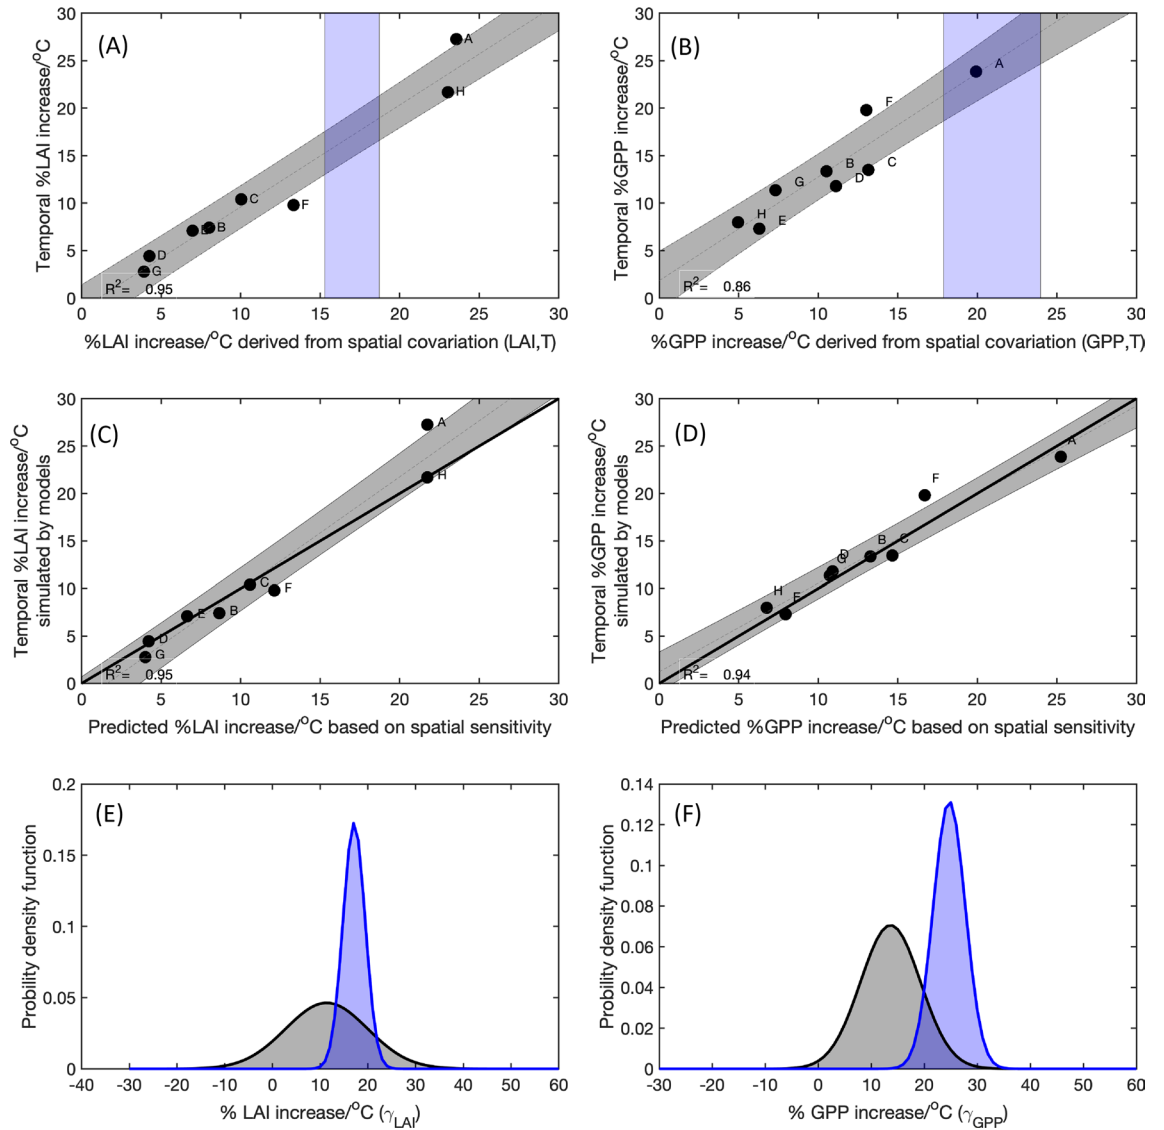 (A)
Temporal %LAI increase/°C
30
25
20
15
10
5
0
A
H
C
F
E
B
D
G
R²= 0.95
0 5 10 15 20 25 30
%LAI increase/°C derived from spatial covariation (LAI,T)
(B)
Temporal %GPP increase/°C
30
25
20
15
10
5
0
A
F
B
C
D
G
H
E
R²= 0.86
0 5 10 15 20 25 30
%GPP increase/°C derived from spatial covariation (GPP,T)
(C)
Temporal %LAI increase/°C
simulated by models
30
25
20
15
10
5
0
A
H
C
F
E
B
D
G
R²= 0.95
0 5 10 15 20 25 30
Predicted %LAI increase/°C based on spatial sensitivity
(D)
Temporal %GPP increase/°C
simulated by models
30
25
20
15
10
5
0
A
F
B
C
D
G
H
E
R²= 0.94
0 5 10 15 20 25 30
Predicted %GPP increase/°C based on spatial sensitivity
(E)
Probility density function
0.2
0.15
0.1
0.05
0
-40 -30 -20 -10 0 10 20 30 40 50 60
% LAI increase/°C (γLAI)
(F)
Probility density function
0.14
0.12
0.1
0.08
0.06
0.04
0.02
0
-30 -20 -10 0 10 20 30 40 50 60
% GPP increase/°C (γGPP)